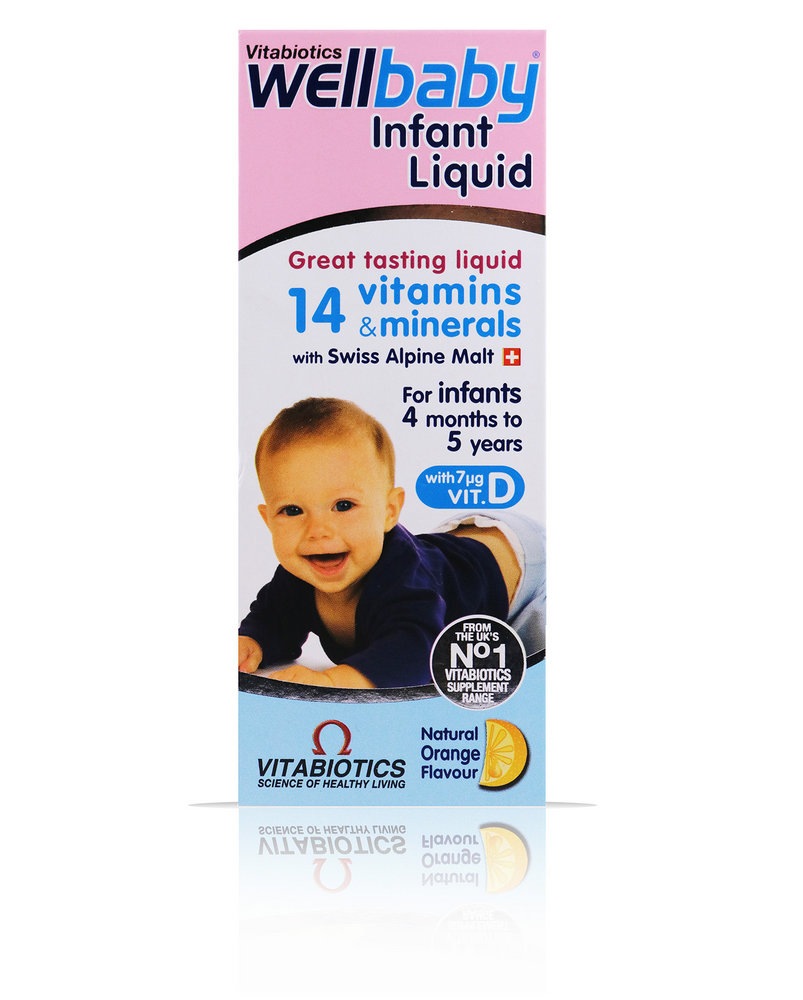 Vitabiotics
wellbaby®
Infant
Liquid
Great tasting liquid
14 vitamins
& minerals
with Swiss Alpine Malt
For infants
4 months to
5 years
with 7µg
VIT. D
FROM
THE UK'S
Nº1
VITABIOTICS
SUPPLEMENT
RANGE
Natural
Orange
Flavour
VITABIOTICS
SCIENCE OF HEALTHY LIVING